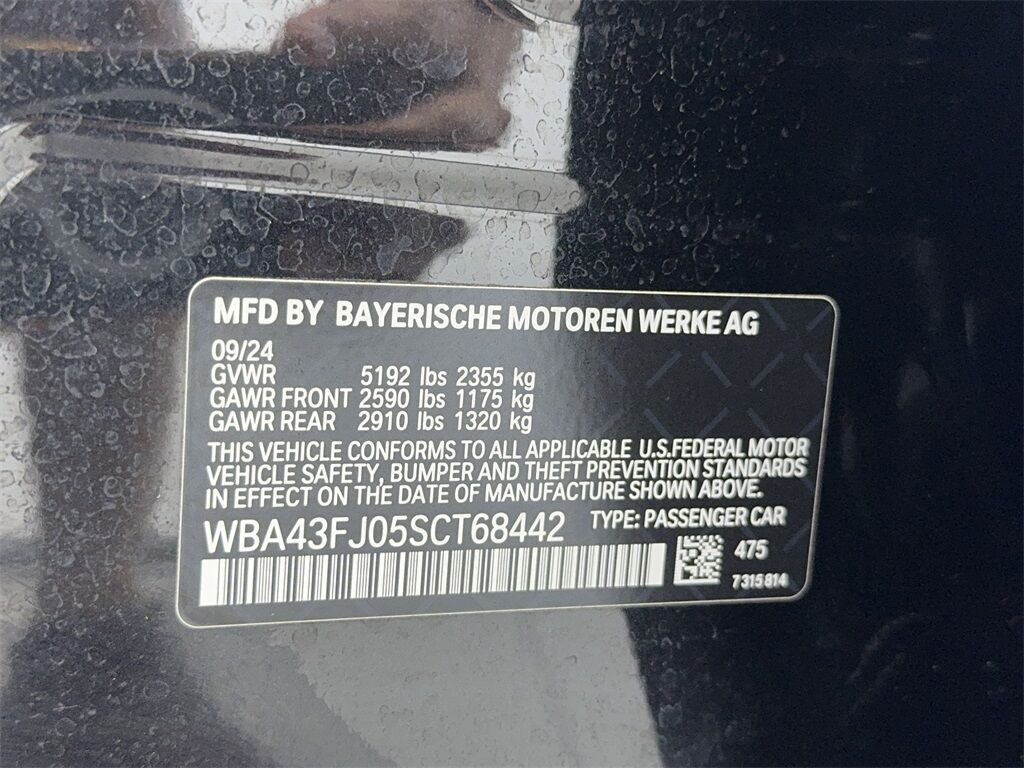 MFD BY BAYERISCHE MOTOREN WERKE AG
09/24
GVWR 5192 lbs 2355 kg
GAWR FRONT 2590 lbs 1175 kg
GAWR REAR 2910 lbs 1320 kg
THIS VEHICLE CONFORMS TO ALL APPLICABLE U.S.FEDERAL MOTOR
VEHICLE SAFETY, BUMPER AND THEFT PREVENTION STANDARDS
IN EFFECT ON THE DATE OF MANUFACTURE SHOWN ABOVE.
WBA43FJ05SCT68442 TYPE: PASSENGER CAR
475
7315814